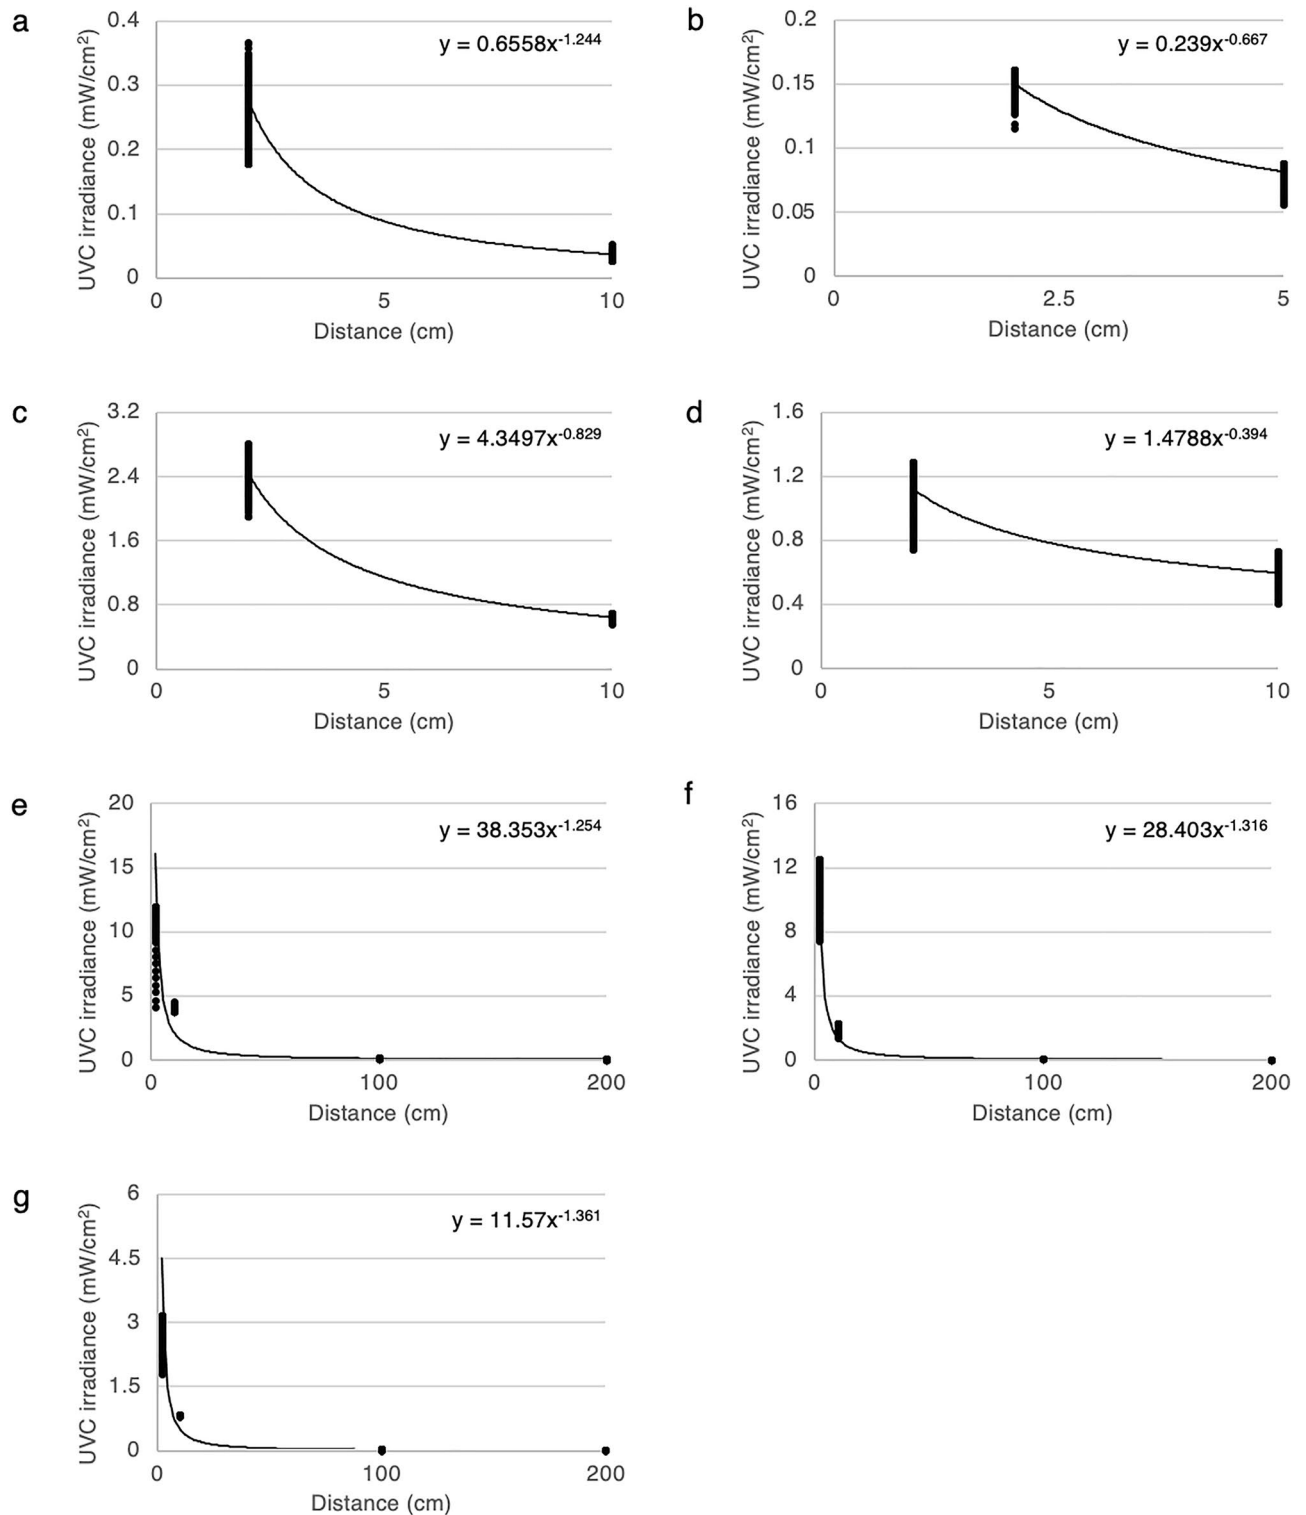 a
UVC irradiance (mW/cm²)
y = 0.6558x^-1.244
0.4
0.3
0.2
0.1
0
0 5 10
Distance (cm)
b
UVC irradiance (mW/cm²)
y = 0.239x^-0.667
0.2
0.15
0.1
0.05
0
0 2.5 5
Distance (cm)
c
UVC irradiance (mW/cm²)
y = 4.3497x^-0.829
3.2
2.4
1.6
0.8
0
0 5 10
Distance (cm)
d
UVC irradiance (mW/cm²)
y = 1.4788x^-0.394
1.6
1.2
0.8
0.4
0
0 5 10
Distance (cm)
e
UVC irradiance (mW/cm²)
y = 38.353x^-1.254
20
15
10
5
0
0 100 200
Distance (cm)
f
UVC irradiance (mW/cm²)
y = 28.403x^-1.316
16
12
8
4
0
0 100 200
Distance (cm)
g
UVC irradiance (mW/cm²)
y = 11.57x^-1.361
6
4.5
3
1.5
0
0 100 200
Distance (cm)